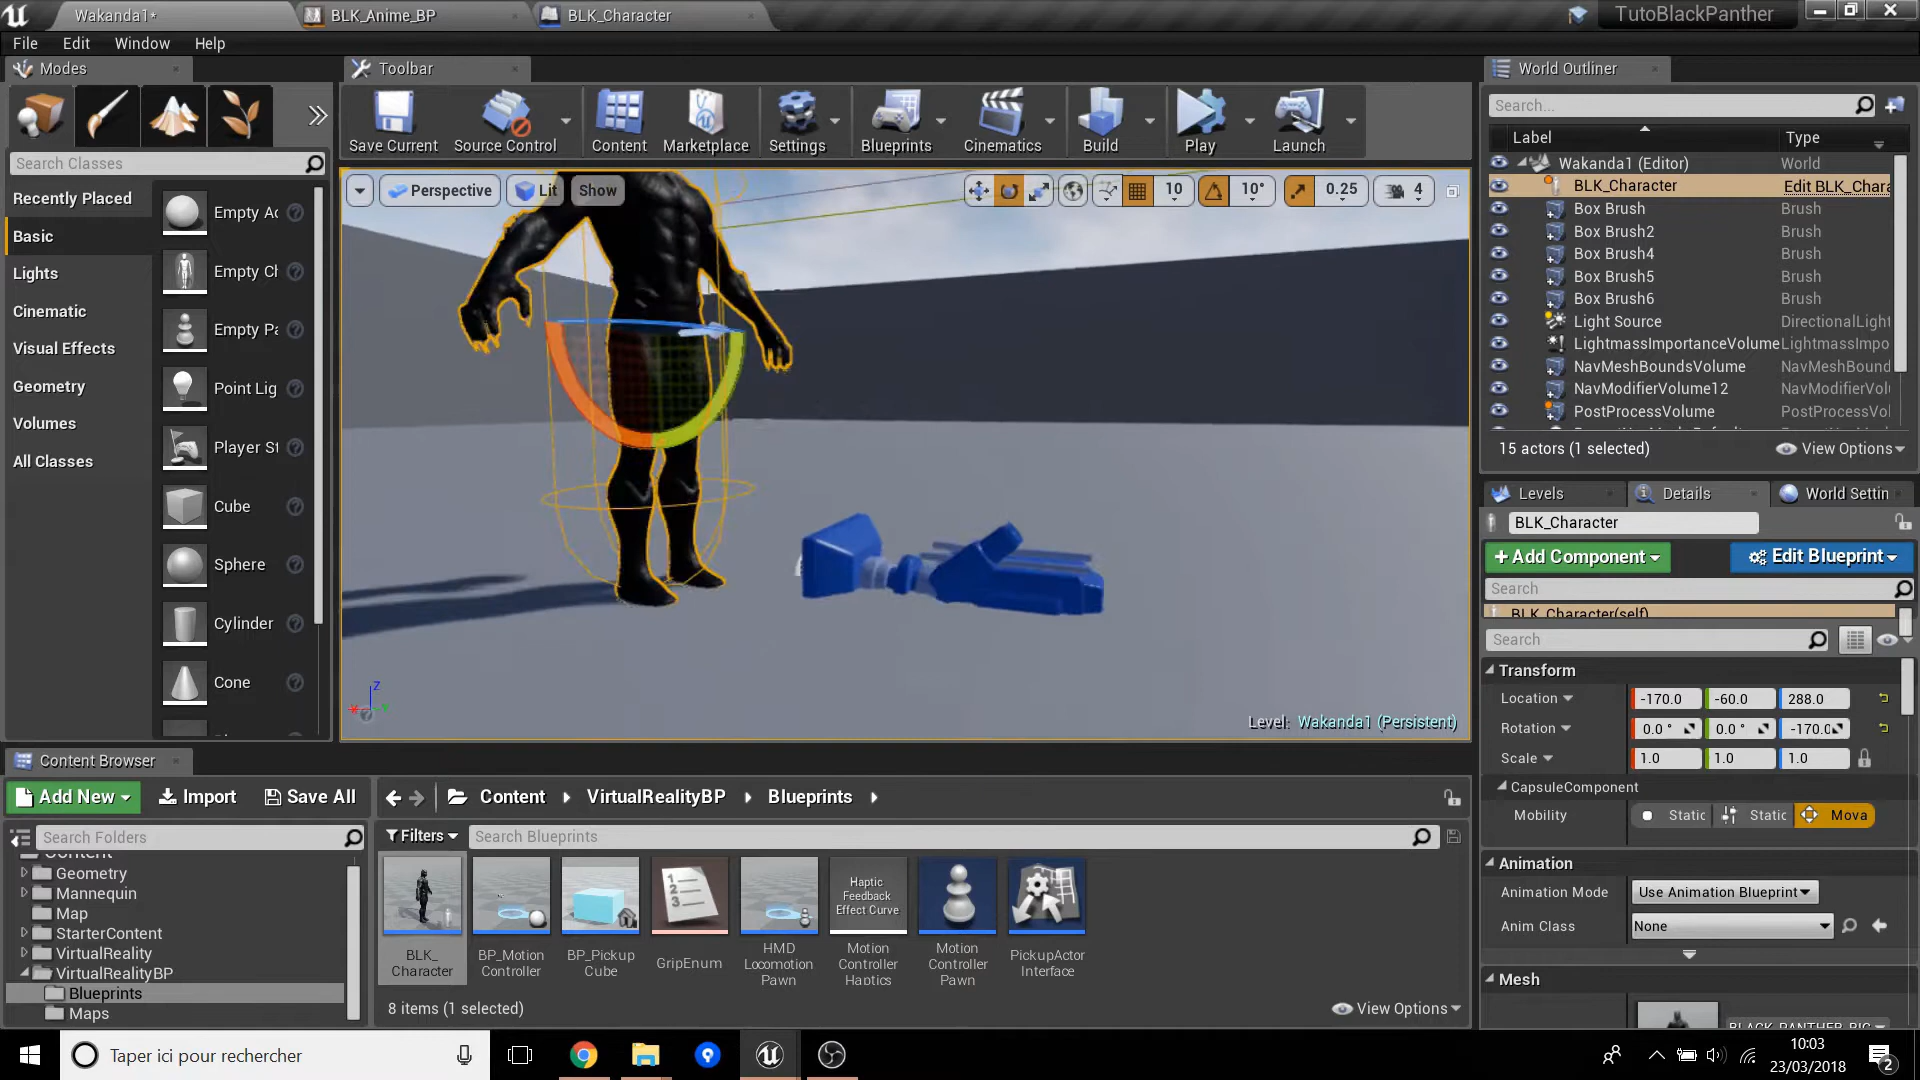 Wakanda1*
BLK_Anime_BP
BLK_Character
TutoBlackPanther
File
Edit
Window
Help
Modes
Toolbar
World Outliner
Save Current
Source Control
Content
Marketplace
Settings
Blueprints
Cinematics
Build
Play
Launch
Search...
Label
Type
Search Classes
Recently Placed
Basic
Lights
Cinematic
Visual Effects
Geometry
Volumes
All Classes
Empty Ac
Empty Ch
Empty Pa
Point Lig
Player St
Cube
Sphere
Cylinder
Cone
Perspective
Lit
Show
10
10°
0.25
4
Level: Wakanda1 (Persistent)
Z
X
Wakanda1 (Editor) World
BLK_Character Edit BLK_Chara
Box Brush Brush
Box Brush2 Brush
Box Brush4 Brush
Box Brush5 Brush
Box Brush6 Brush
Light Source DirectionalLight
LightmassImportanceVolume LightmassImpo
NavMeshBoundsVolume NavMeshBound
NavModifierVolume12 NavModifierVol
PostProcessVolume PostProcessVol
15 actors (1 selected)
View Options
Levels
Details
World Settin
BLK_Character
+ Add Component
Edit Blueprint
Search
BLK_Character(self)
Search
Transform
Location -170.0 -60.0 288.0
Rotation 0.0 ° 0.0 ° -170.0
Scale 1.0 1.0 1.0
CapsuleComponent
Mobility Static Static Mova
Animation
Animation Mode Use Animation Blueprint
Anim Class None
Mesh
Content Browser
Add New
Import
Save All
Content
VirtualRealityBP
Blueprints
Search Folders
Filters
Search Blueprints
Content
Geometry
Mannequin
Map
StarterContent
VirtualReality
VirtualRealityBP
Blueprints
Maps
BLK_
Character
BP_Motion
Controller
BP_Pickup
Cube
1
2
3
GripEnum
HMD
Locomotion
Pawn
Haptic
Feedback
Effect Curve
Motion
Controller
Haptics
Motion
Controller
Pawn
PickupActor
Interface
8 items (1 selected)
View Options
Taper ici pour rechercher
10:03
23/03/2018
2